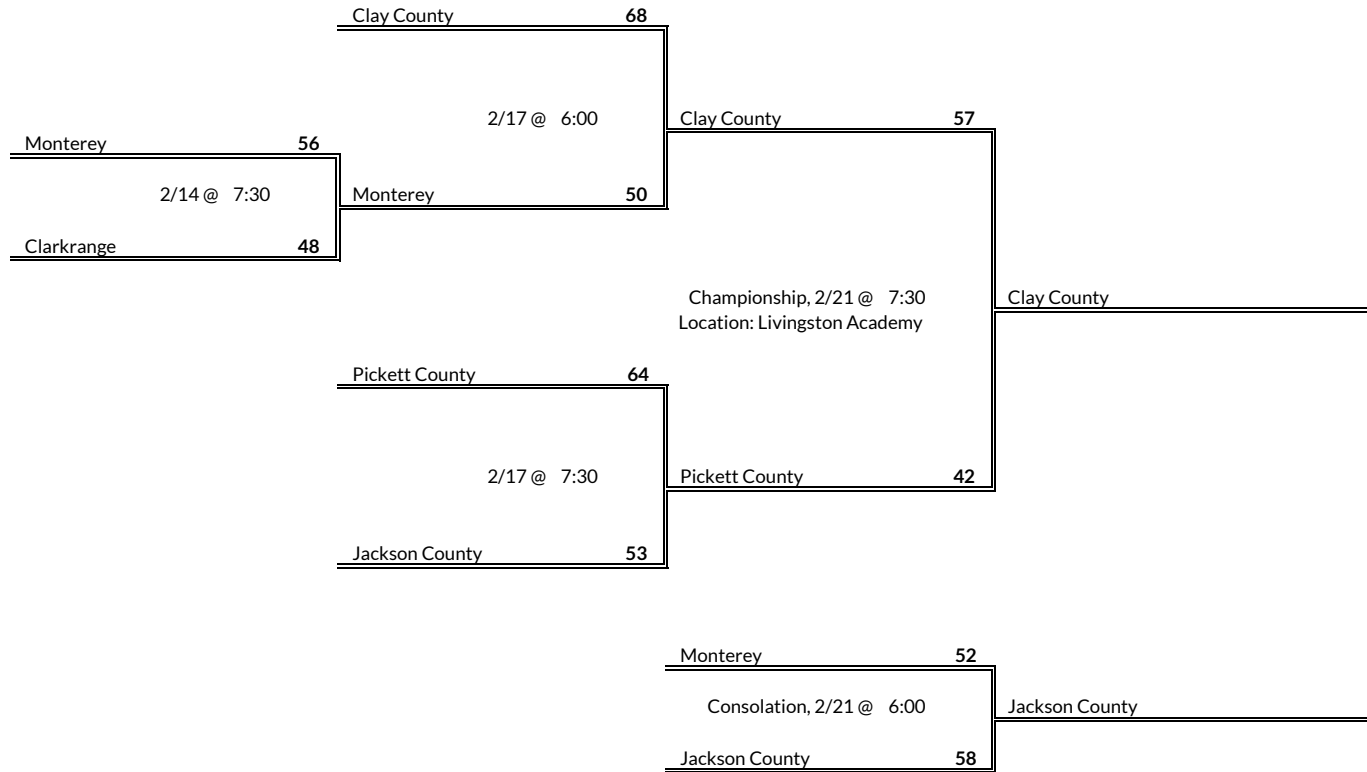 Clay County 68
2/17 @ 6:00
Clay County 57
Monterey 56
2/14 @ 7:30
Monterey 50
Clarkrange 48
Championship, 2/21 @ 7:30
Clay County
Location: Livingston Academy
Pickett County 64
2/17 @ 7:30
Pickett County 42
Jackson County 53
Monterey 52
Consolation, 2/21 @ 6:00
Jackson County
Jackson County 58